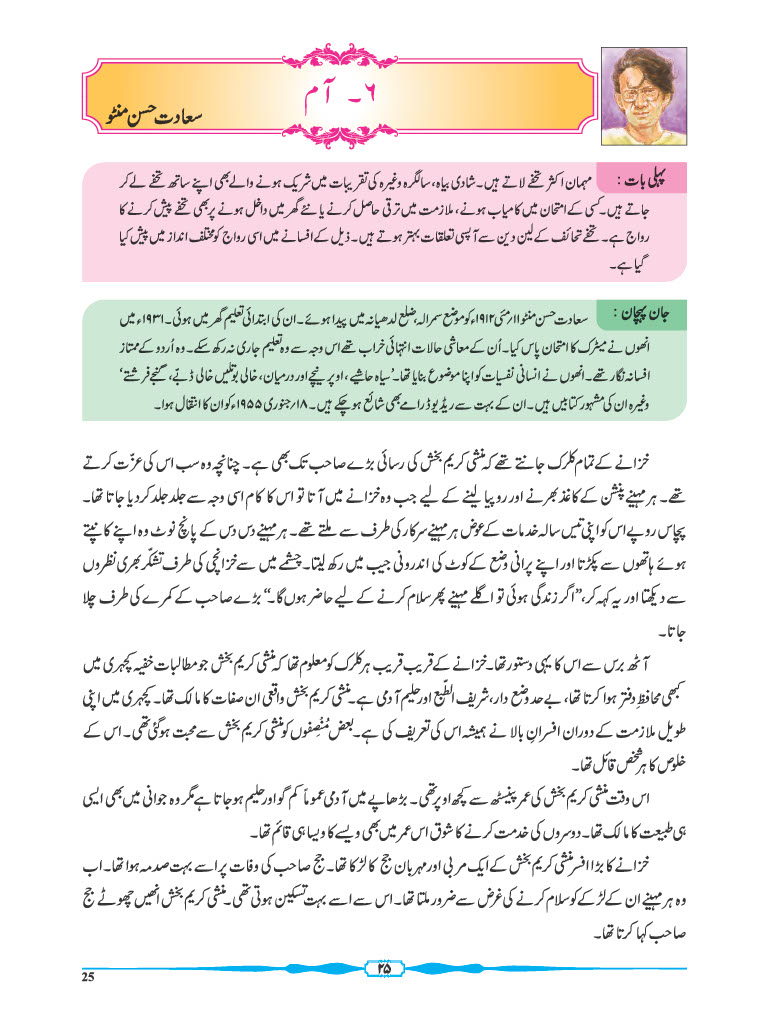 ۶۔ آم
سعادت حسن منٹو
پہلی بات : مہمان اکثر تحفے لاتے ہیں۔ شادی بیاہ، سالگرہ وغیرہ کی تقریبات میں شریک ہونے والے بھی اپنے ساتھ تحفے لے کر
جاتے ہیں۔ کسی کے امتحان میں کامیاب ہونے، ملازمت میں ترقی حاصل کرنے یا نئے گھر میں داخل ہونے پر بھی تحفے پیش کرنے کا
رواج ہے۔ تحفے تحائف کے لین دین سے آپسی تعلقات بہتر ہوتے ہیں۔ ذیل کے افسانے میں اسی رواج کو مختلف انداز میں پیش کیا
گیا ہے۔
جان پہچان : سعادت حسن منٹو ۱۱؍مئی ۱۹۱۲ء کو موضع سمرالہ، ضلع لدھیانہ میں پیدا ہوئے۔ ان کی ابتدائی تعلیم گھر میں ہوئی۔ ۱۹۳۱ء میں
انھوں نے میٹرک کا امتحان پاس کیا۔ اُن کے معاشی حالات انتہائی خراب تھے اس وجہ سے وہ تعلیم جاری نہ رکھ سکے۔ وہ اُردو کے ممتاز
افسانہ نگار تھے۔ انھوں نے انسانی نفسیات کو اپنا موضوع بنایا تھا۔ 'سیاہ حاشیے، اوپر نیچے اور درمیان، خالی بوتلیں خالی ڈبے، گنجے فرشتے'
وغیرہ ان کی مشہور کتابیں ہیں۔ ان کے بہت سے ریڈیو ڈرامے بھی شائع ہو چکے ہیں۔ ۱۸؍جنوری ۱۹۵۵ء کو ان کا انتقال ہوا۔
خزانے کے تمام کلرک جانتے تھے کہ منشی کریم بخش کی رسائی بڑے صاحب تک بھی ہے۔ چنانچہ وہ سب اس کی عزّت کرتے
تھے۔ ہر مہینے پنشن کے کاغذ بھرنے اور روپیا لینے کے لیے جب وہ خزانے میں آتا تو اس کا کام اسی وجہ سے جلد جلد کر دیا جاتا تھا۔
پچاس روپے اس کو اپنی تیس سالہ خدمات کے عوض ہر مہینے سرکار کی طرف سے ملتے تھے۔ ہر مہینے دس دس کے پانچ نوٹ وہ اپنے کانپتے
ہوئے ہاتھوں سے پکڑتا اور اپنے پرانی وضع کے کوٹ کی اندرونی جیب میں رکھ لیتا۔ چشمے میں سے خزانچی کی طرف تشکّر بھری نظروں
سے دیکھتا اور یہ کہہ کر، ”اگر زندگی ہوئی تو اگلے مہینے پھر سلام کرنے کے لیے حاضر ہوں گا۔“ بڑے صاحب کے کمرے کی طرف چلا
جاتا۔
آٹھ برس سے اس کا یہی دستور تھا۔ خزانے کے قریب قریب ہر کلرک کو معلوم تھا کہ منشی کریم بخش جو مطالبات خفیہ کچہری میں
کبھی محافظِ دفتر ہوا کرتا تھا، بے حد وضع دار، شریف الطّبع اور حلیم آدمی ہے۔ منشی کریم بخش واقعی ان صفات کا مالک تھا۔ کچہری میں اپنی
طویل ملازمت کے دوران افسرانِ بالا نے ہمیشہ اس کی تعریف کی ہے۔ بعض مُنصِفوں کو منشی کریم بخش سے محبت ہو گئی تھی۔ اس کے
خلوص کا ہر شخص قائل تھا۔
اس وقت منشی کریم بخش کی عمر پینسٹھ سے کچھ اوپر تھی۔ بڑھاپے میں آدمی عموماً کم گو اور حلیم ہو جاتا ہے مگر وہ جوانی میں بھی ایسی
ہی طبیعت کا مالک تھا۔ دوسروں کی خدمت کرنے کا شوق اس عمر میں بھی ویسے کا ویسا ہی قائم تھا۔
خزانے کا بڑا افسر منشی کریم بخش کے ایک مربی اور مہربان جج کا لڑکا تھا۔ جج صاحب کی وفات پر اسے بہت صدمہ ہوا تھا۔ اب
وہ ہر مہینے ان کے لڑکے کو سلام کرنے کی غرض سے ضرور ملتا تھا۔ اس سے اسے بہت تسکین ہوتی تھی۔ منشی کریم بخش انھیں چھوٹے جج
صاحب کہا کرتا تھا۔
۲۵
25